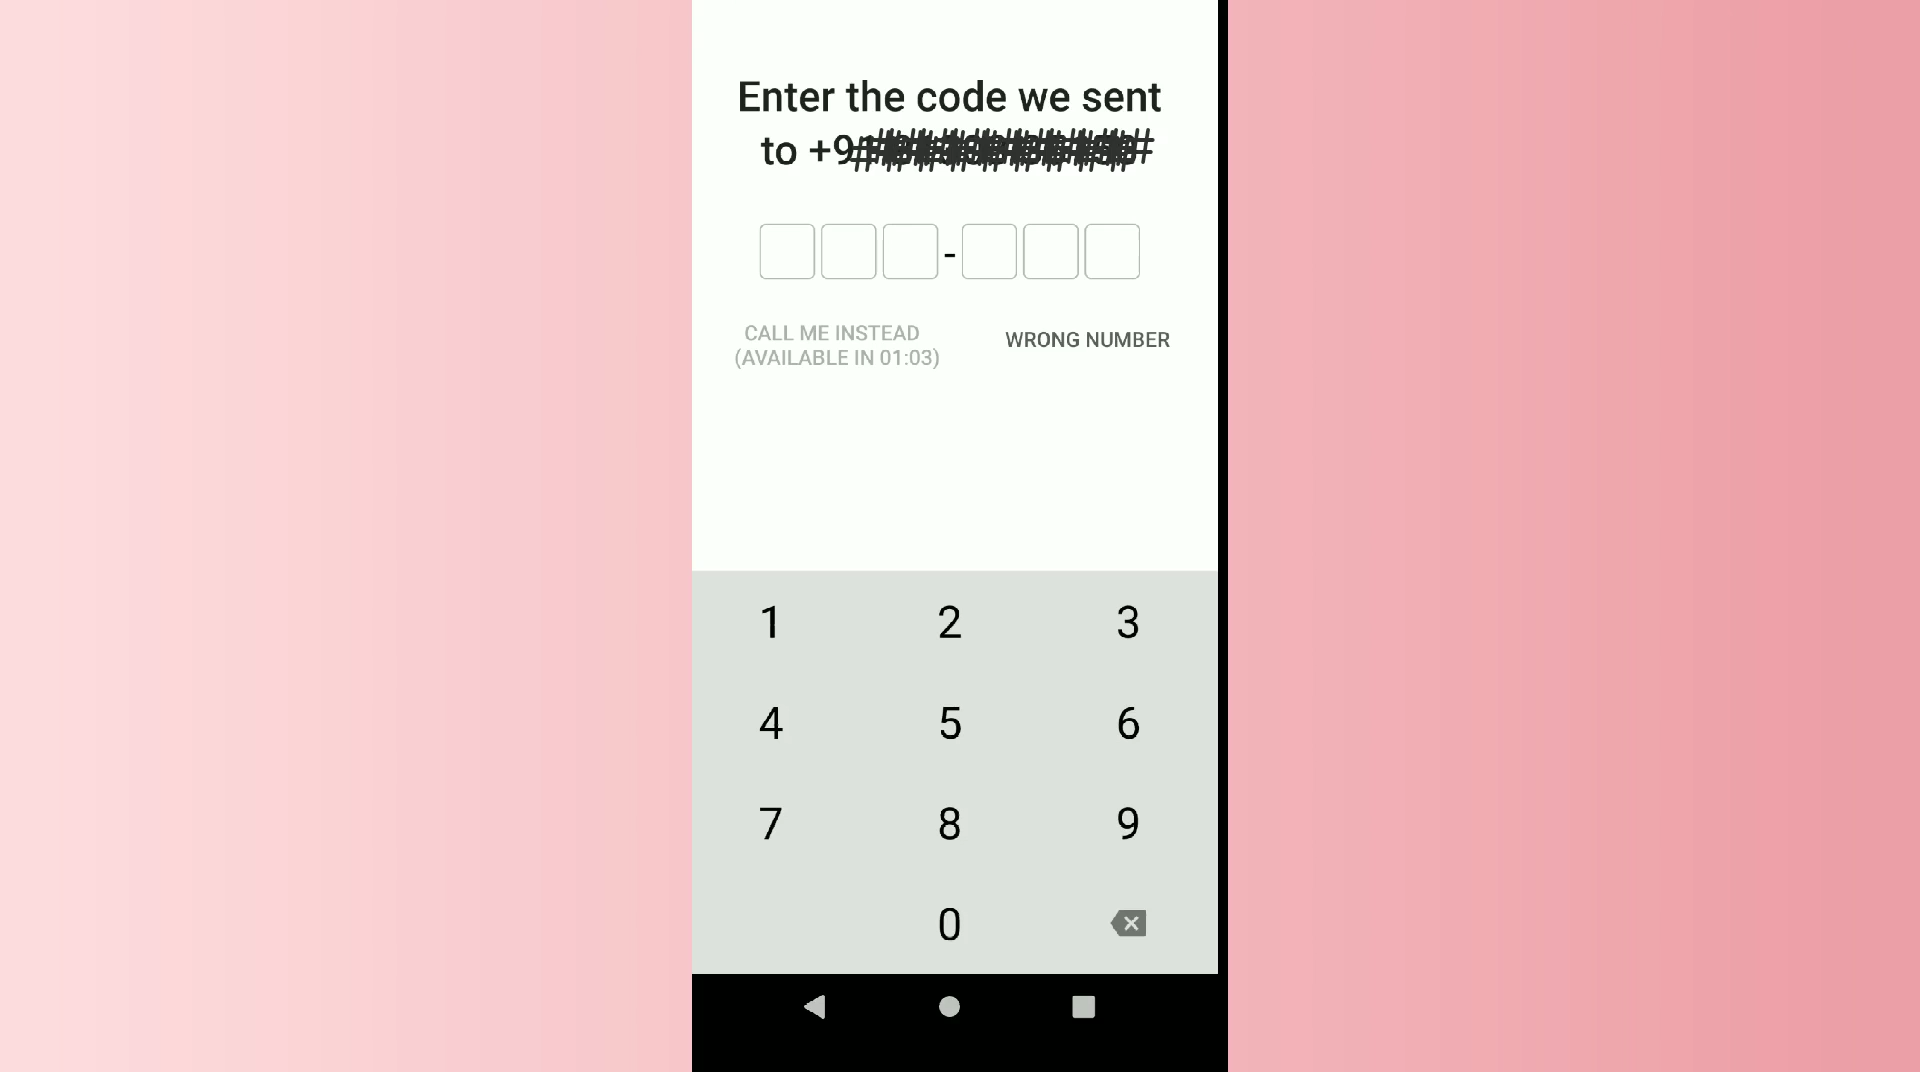 Enter the code we sent
to +91
CALL ME INSTEAD
(AVAILABLE IN 01:03)
WRONG NUMBER
-
1 2 3
4 5 6
7 8 9
0